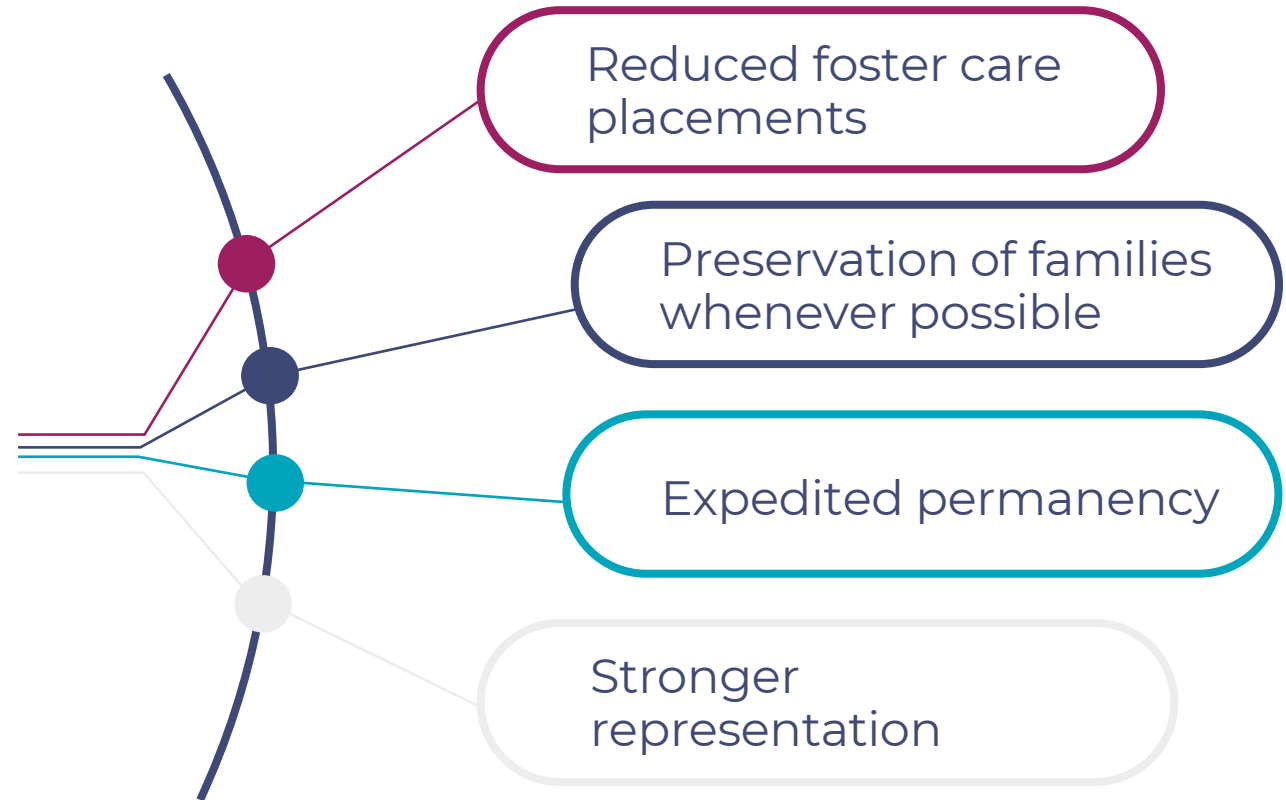 Reduced foster care
placements
Preservation of families
whenever possible
Expedited permanency
Stronger
representation